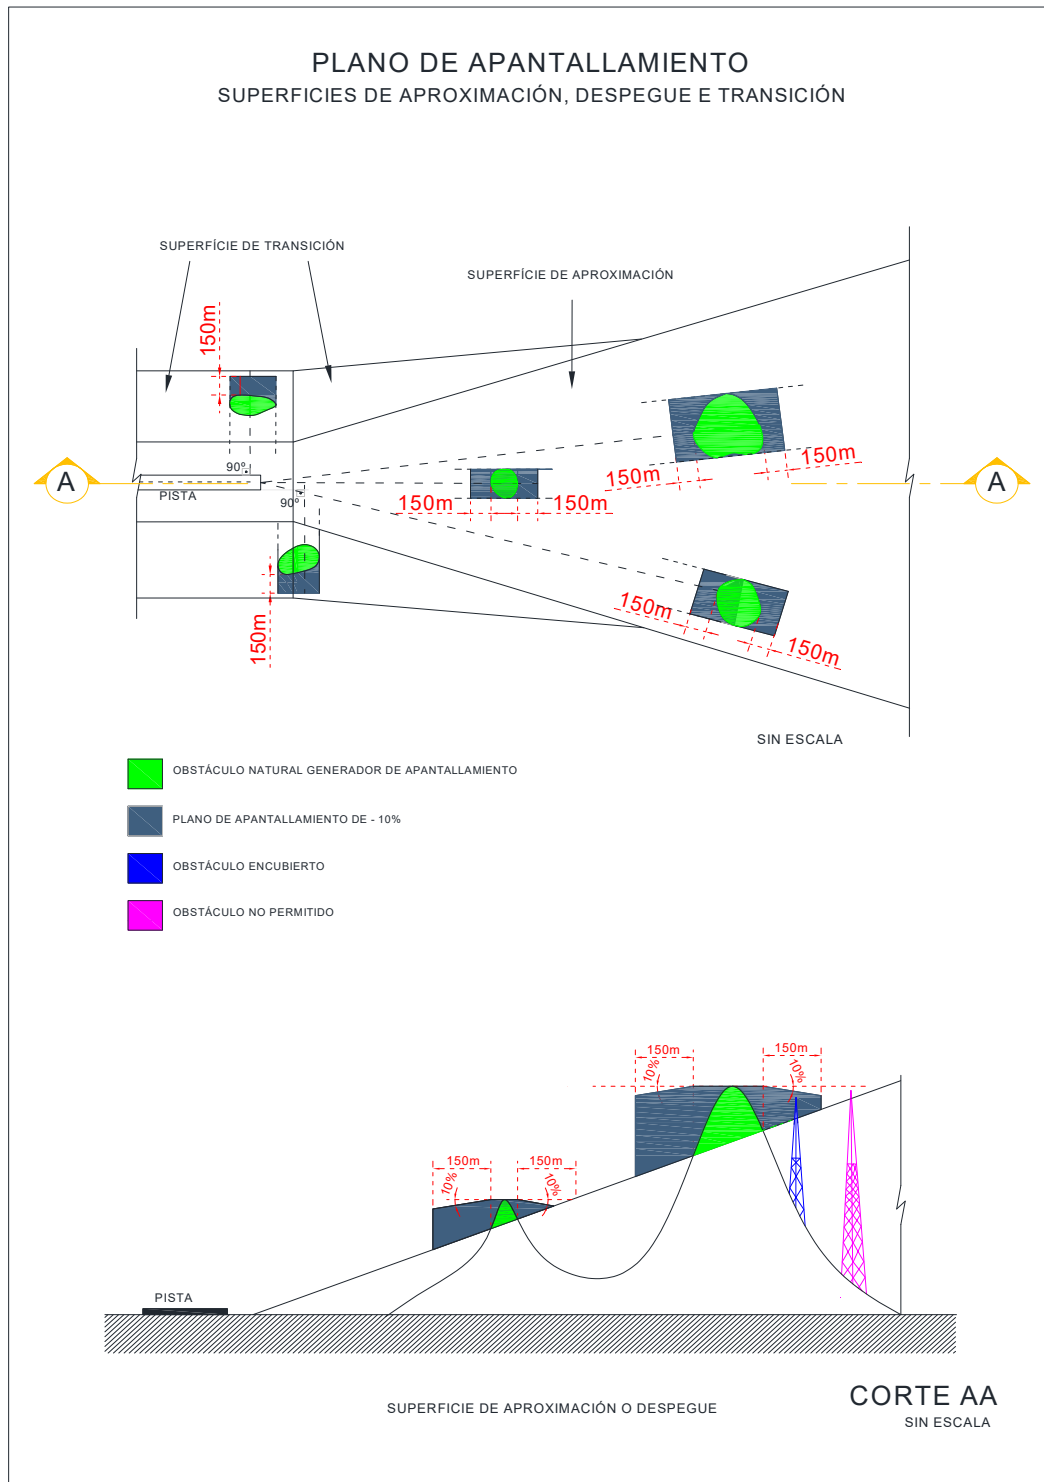 PLANO DE APANTALLAMIENTO
SUPERFICIES DE APROXIMACIÓN, DESPEGUE E TRANSICIÓN
SUPERFÍCIE DE TRANSICIÓN
SUPERFÍCIE DE APROXIMACIÓN
150m
150m
150m
90º
A
PISTA
90º
150m
150m
A
150m
150m
150m
SIN ESCALA
OBSTÁCULO NATURAL GENERADOR DE APANTALLAMIENTO
PLANO DE APANTALLAMIENTO DE - 10%
OBSTÁCULO ENCUBIERTO
OBSTÁCULO NO PERMITIDO
150m
150m
10%
10%
150m
150m
10%
10%
PISTA
SUPERFICIE DE APROXIMACIÓN O DESPEGUE
CORTE AA
SIN ESCALA